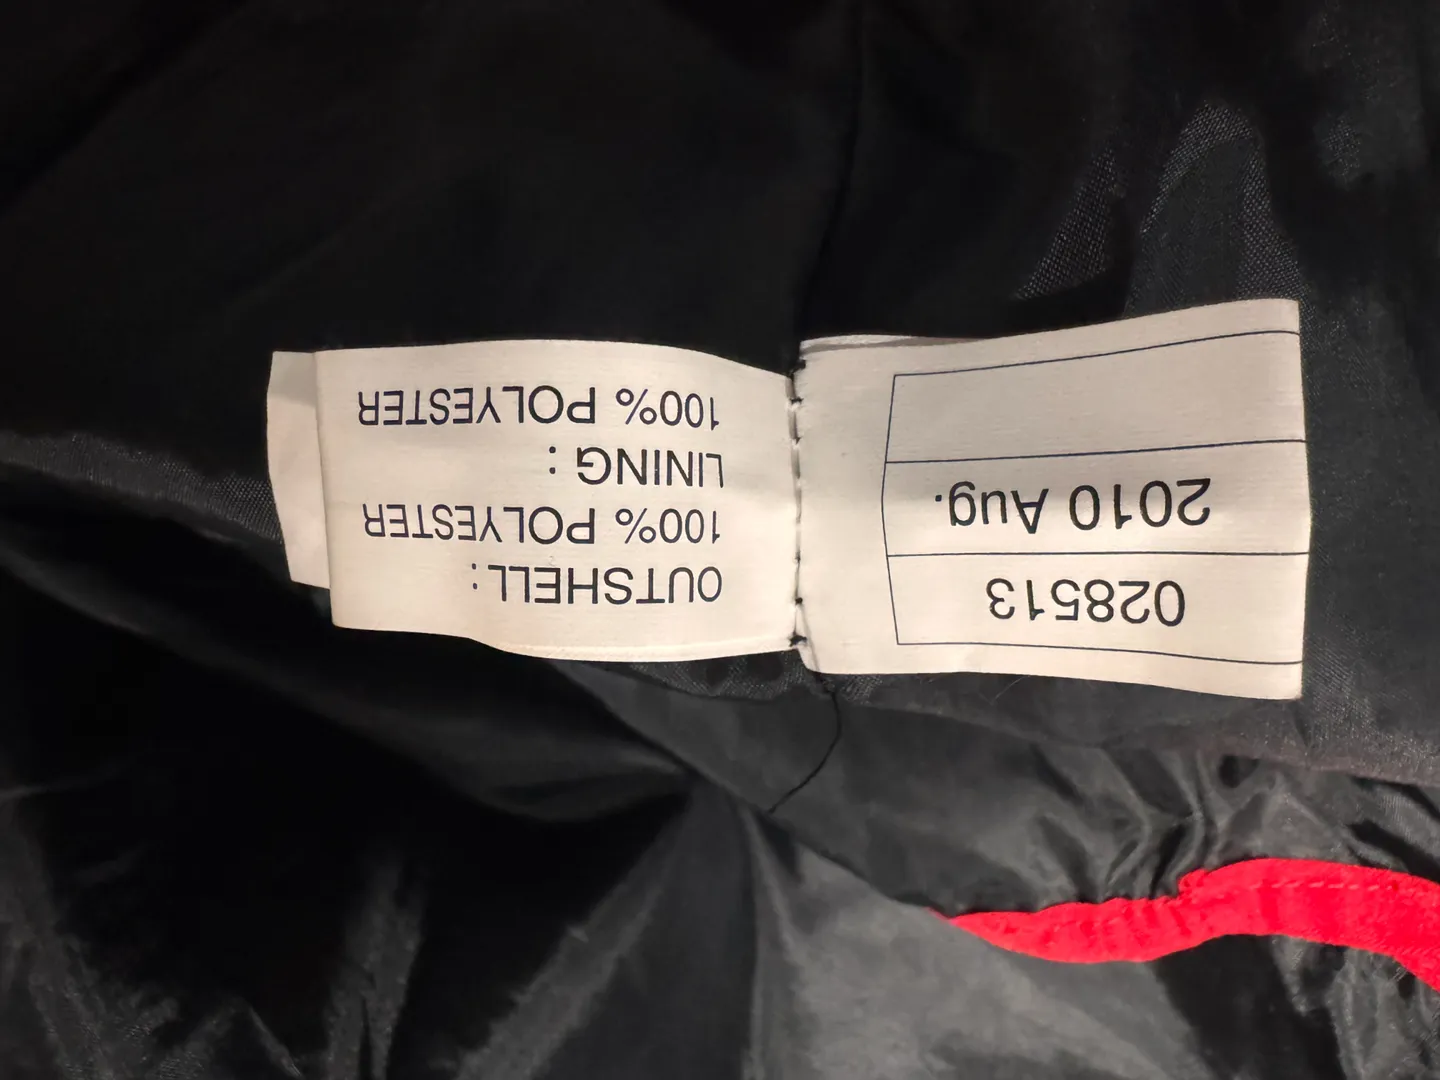 028513
2010 Aug.
OUTSHELL:
100% POLYESTER
LINING :
100% POLYESTER